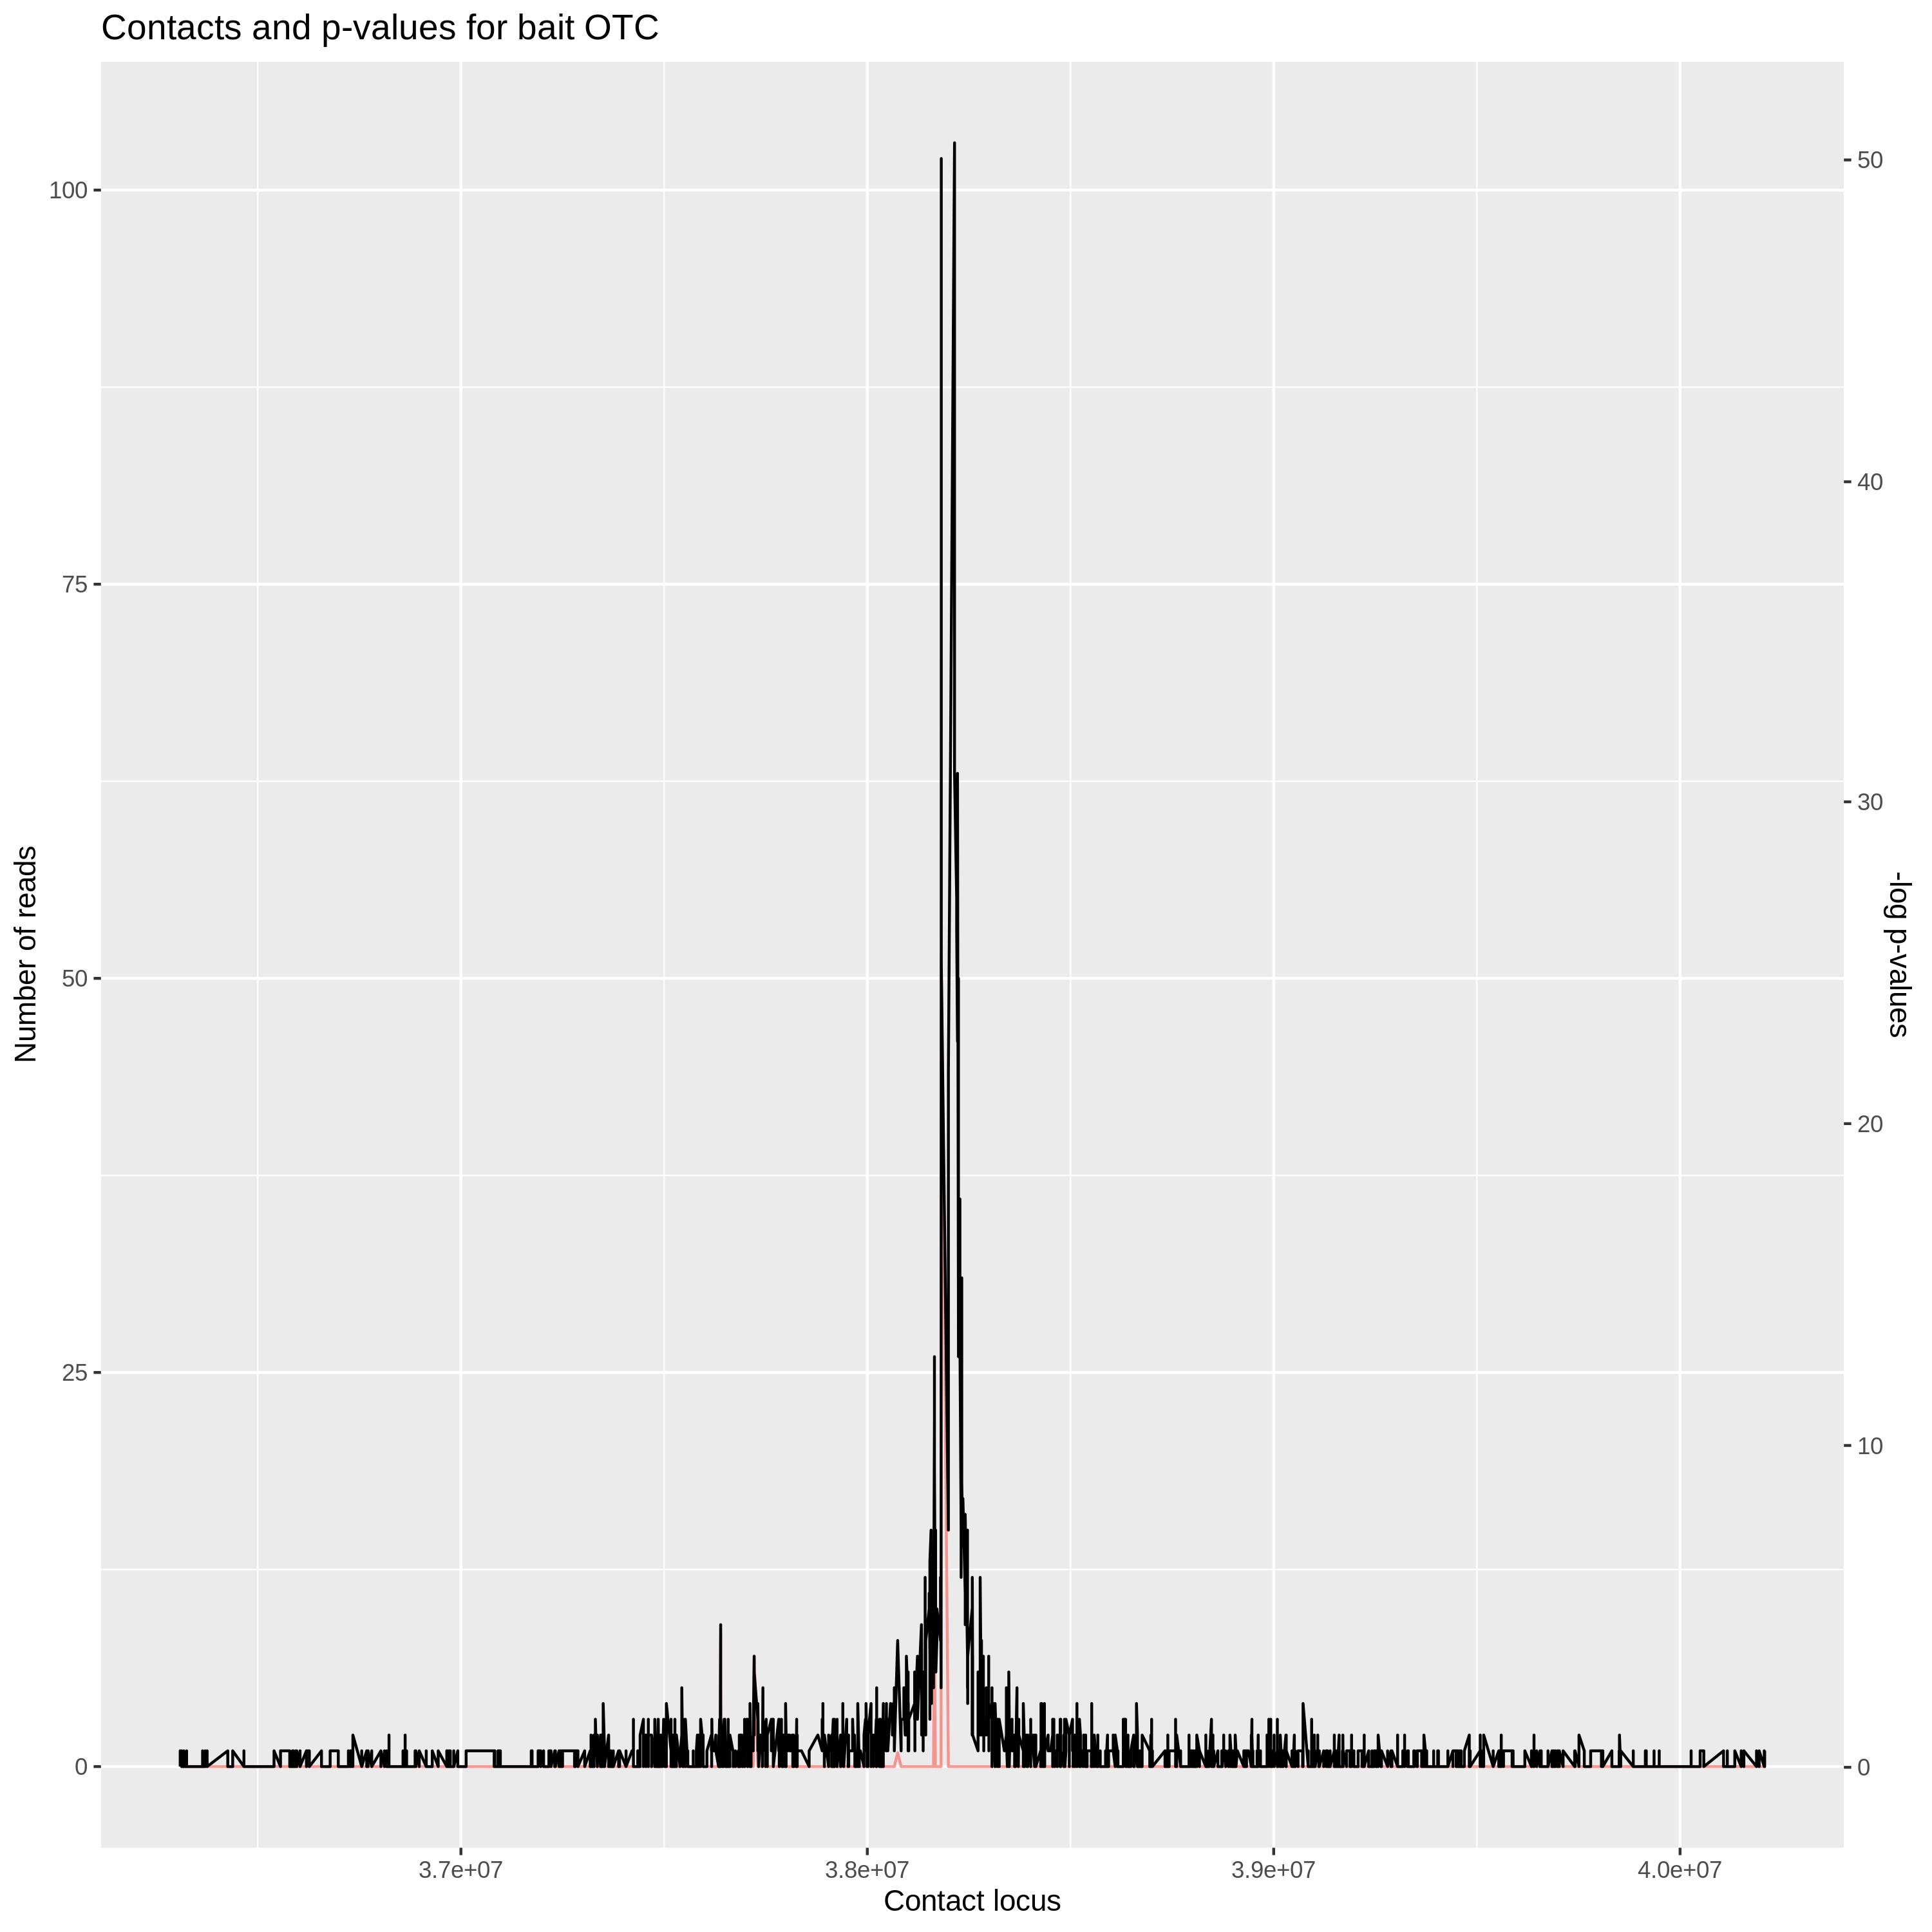 Contacts and p-values for bait OTC
Number of reads
100
75
50
25
0
50
40
30
20
10
0
-log p-values
3.7e+07
3.8e+07
3.9e+07
4.0e+07
Contact locus